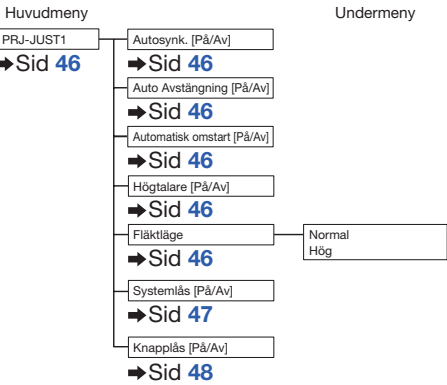 Huvudmeny Undermeny
PRJ-JUST1 Autosynk. [På/Av]
➡Sid 46 ➡Sid 46
Auto Avstängning [På/Av]
➡Sid 46
Automatisk omstart [På/Av]
➡Sid 46
Högtalare [På/Av]
➡Sid 46
Fläktläge Normal
Hög
➡Sid 46
Systemlås [På/Av]
➡Sid 47
Knapplås [På/Av]
➡Sid 48